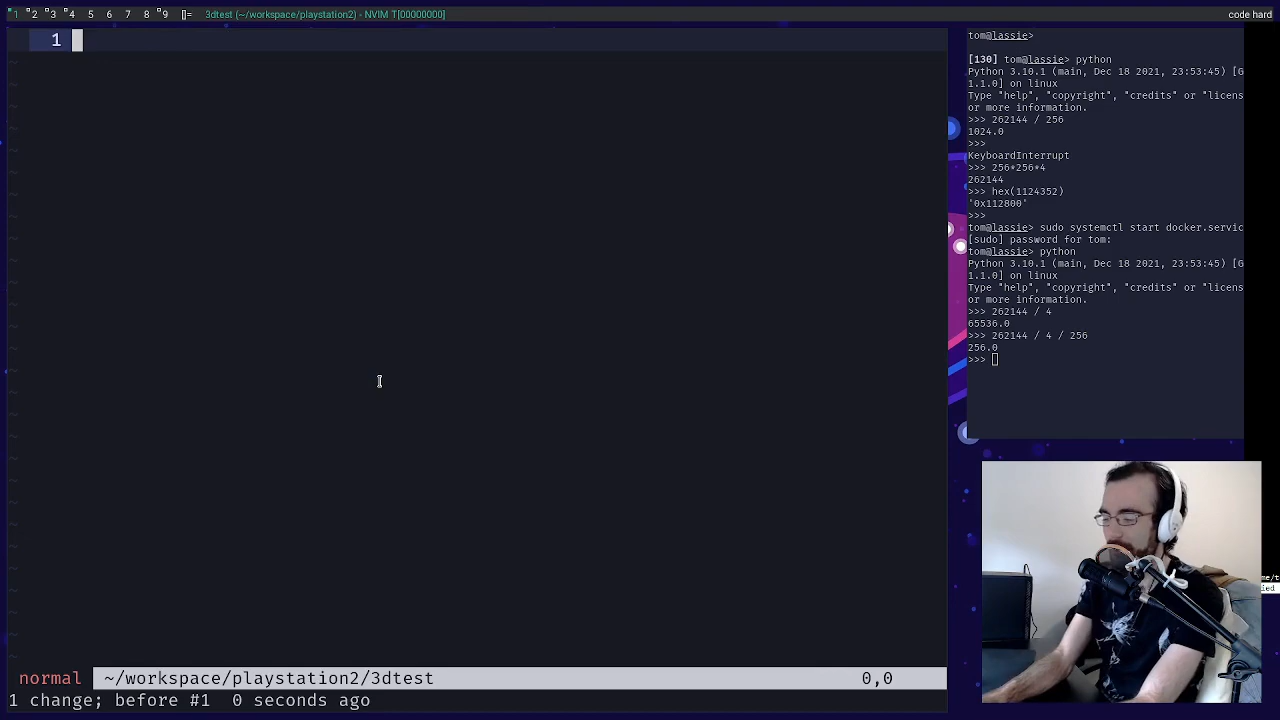 1 2 3 4 5 6 7 8 9 []= 3dtest (~/workspace/playstation2) - NVIM T[00000000] code hard
1
normal ~/workspace/playstation2/3dtest 0,0
1 change; before #1 0 seconds ago
tom@lassie>
[130] tom@lassie> python
Python 3.10.1 (main, Dec 18 2021, 23:53:45) [G
1.1.0] on linux
Type "help", "copyright", "credits" or "licens
or more information.
>>> 262144 / 256
1024.0
>>>
KeyboardInterrupt
>>> 256*256*4
262144
>>> hex(1124352)
'0x112800'
>>>
tom@lassie> sudo systemctl start docker.servic
[sudo] password for tom:
tom@lassie> python
Python 3.10.1 (main, Dec 18 2021, 23:53:45) [G
1.1.0] on linux
Type "help", "copyright", "credits" or "licens
or more information.
>>> 262144 / 4
65536.0
>>> 262144 / 4 / 256
256.0
>>>
me/t
ied